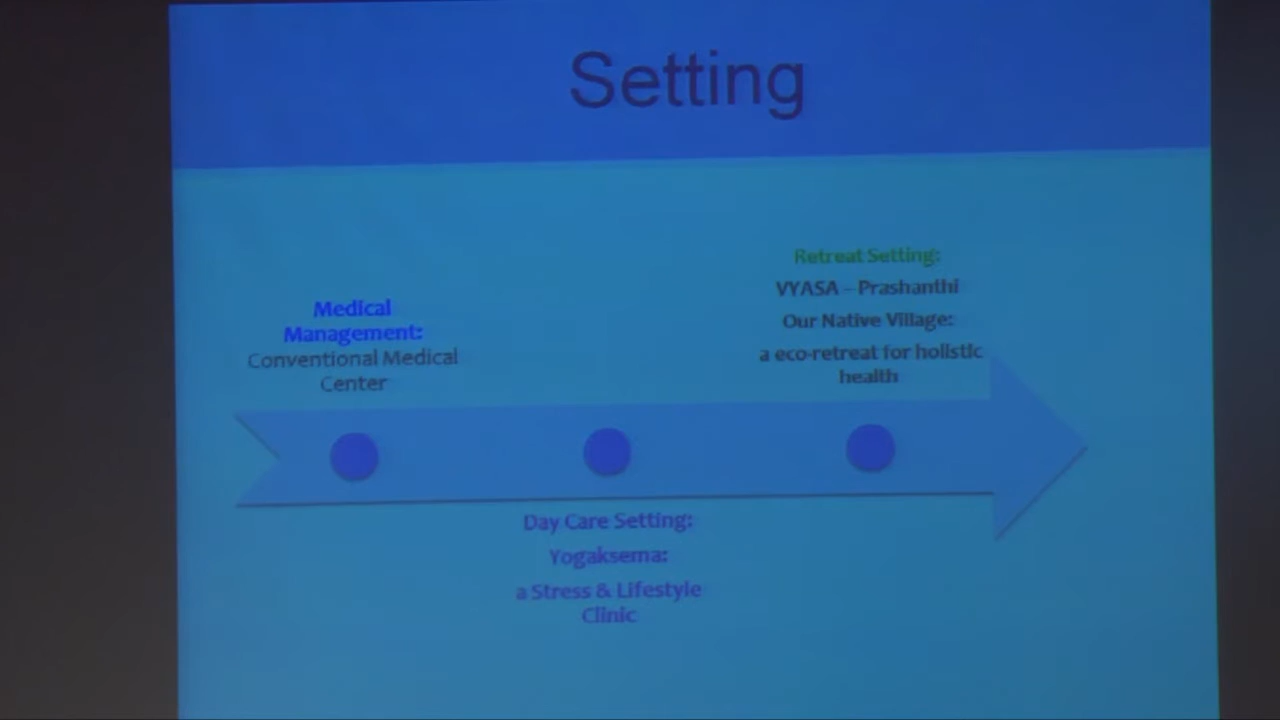 Setting
Medical
Management:
Conventional Medical
Center
Retreat Setting:
VYASA – Prashanthi
Our Native Village:
a eco-retreat for holistic
health
Day Care Setting:
Yogaksema:
a Stress & Lifestyle
Clinic